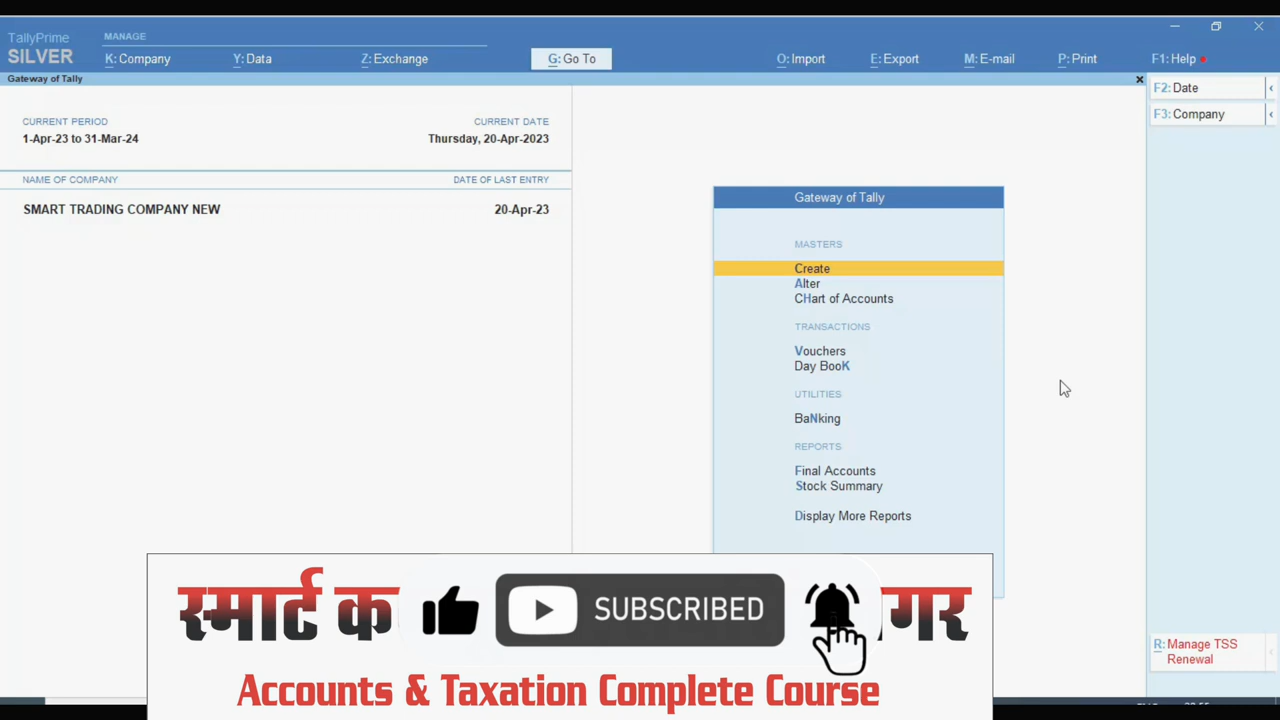 TallyPrime
SILVER
MANAGE
K: Company
Y: Data
Z: Exchange
G: Go To
O: Import
E: Export
M: E-mail
P: Print
F1: Help
Gateway of Tally
F2: Date
F3: Company
CURRENT PERIOD
CURRENT DATE
1-Apr-23 to 31-Mar-24
Thursday, 20-Apr-2023
NAME OF COMPANY
DATE OF LAST ENTRY
SMART TRADING COMPANY NEW
20-Apr-23
Gateway of Tally
MASTERS
Create
Alter
CHart of Accounts
TRANSACTIONS
Vouchers
Day BooK
UTILITIES
BaNking
REPORTS
Final Accounts
Stock Summary
Display More Reports
R: Manage TSS
Renewal
स्मार्ट
SUBSCRIBED
Accounts & Taxation Complete Course